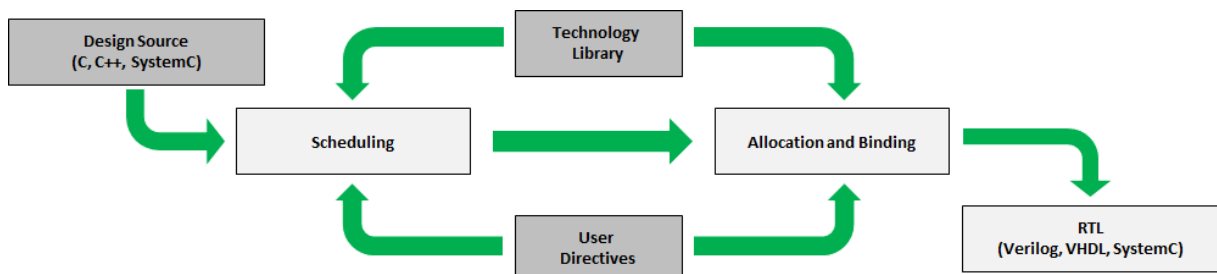 Design Source
(C, C++, SystemC)
Technology
Library
Scheduling
Allocation and Binding
User
Directives
RTL
(Verilog, VHDL, SystemC)